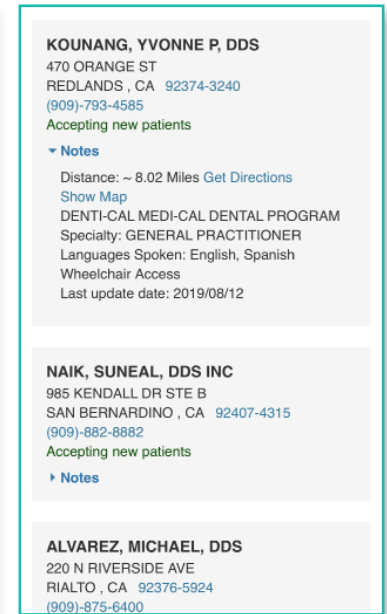 KOUNANG, YVONNE P, DDS
470 ORANGE ST
REDLANDS , CA 92374-3240
(909)-793-4585
Accepting new patients
Notes
Distance: ~ 8.02 Miles Get Directions
Show Map
DENTI-CAL MEDI-CAL DENTAL PROGRAM
Specialty: GENERAL PRACTITIONER
Languages Spoken: English, Spanish
Wheelchair Access
Last update date: 2019/08/12
NAIK, SUNEAL, DDS INC
985 KENDALL DR STE B
SAN BERNARDINO , CA 92407-4315
(909)-882-8882
Accepting new patients
Notes
ALVAREZ, MICHAEL, DDS
220 N RIVERSIDE AVE
RIALTO , CA 92376-5924
(909)-875-6400